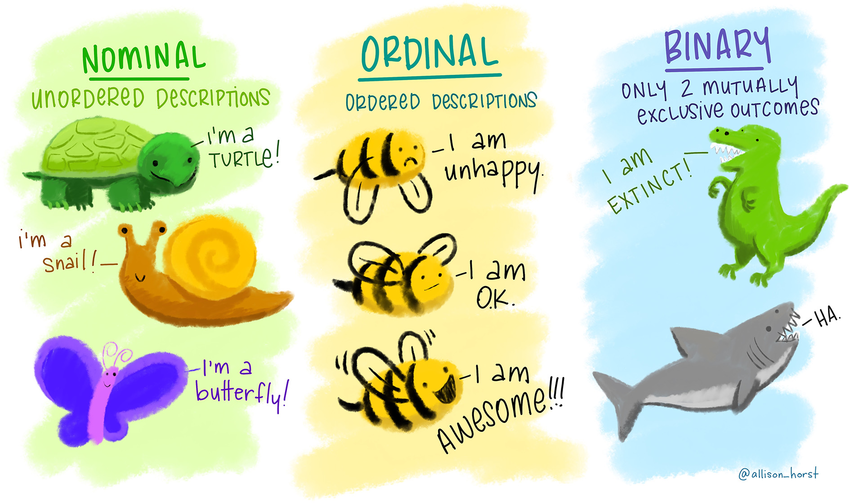 NOMINAL
UNORDERED DESCRIPTIONS
I'm a
TURTLE!
i'm a
snail!
I'm a
butterfly!
ORDINAL
ORDERED DESCRIPTIONS
I am
unhappy.
I am
O.K.
I am
AWESOME!!!
BINARY
ONLY 2 MUTUALLY
EXCLUSIVE OUTCOMES
I am
EXTINCT!
HA.
@allison_horst